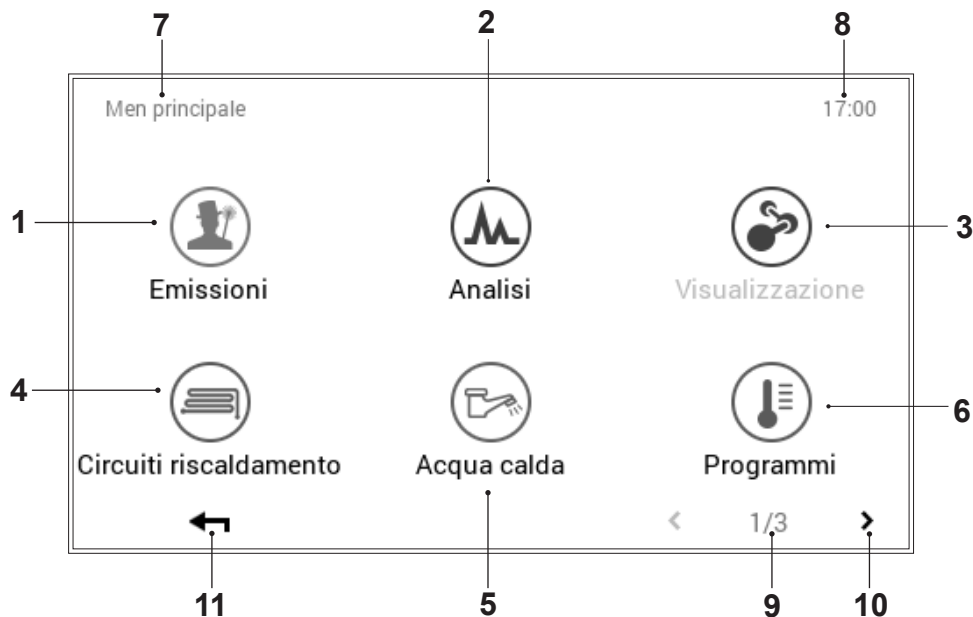 7 2 8
Men principale 17:00
1 3
Emissioni Analisi Visualizzazione
4 6
Circuiti riscaldamento Acqua calda Programmi
< 1/3 >
11 5 9 10